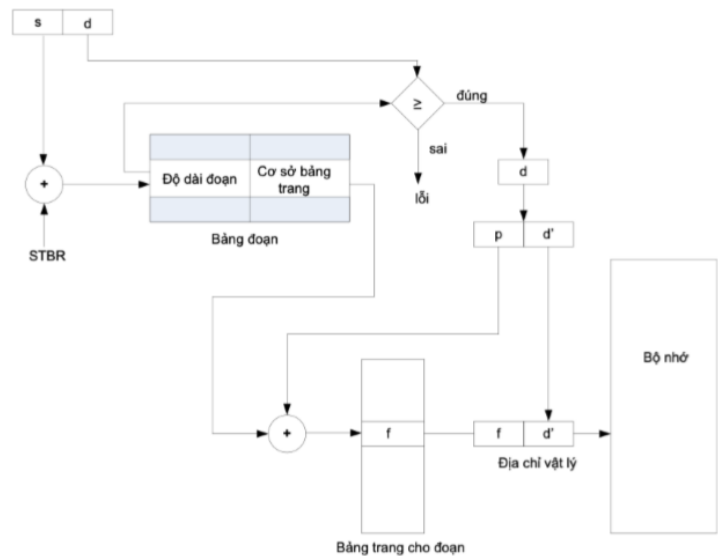 s d
≥
đúng
sai
lỗi
d
p d'
+
Độ dài đoạn
Cơ sở bảng
trang
Bảng đoạn
STBR
Bộ nhớ
+
f
f d'
Địa chỉ vật lý
Bảng trang cho đoạn